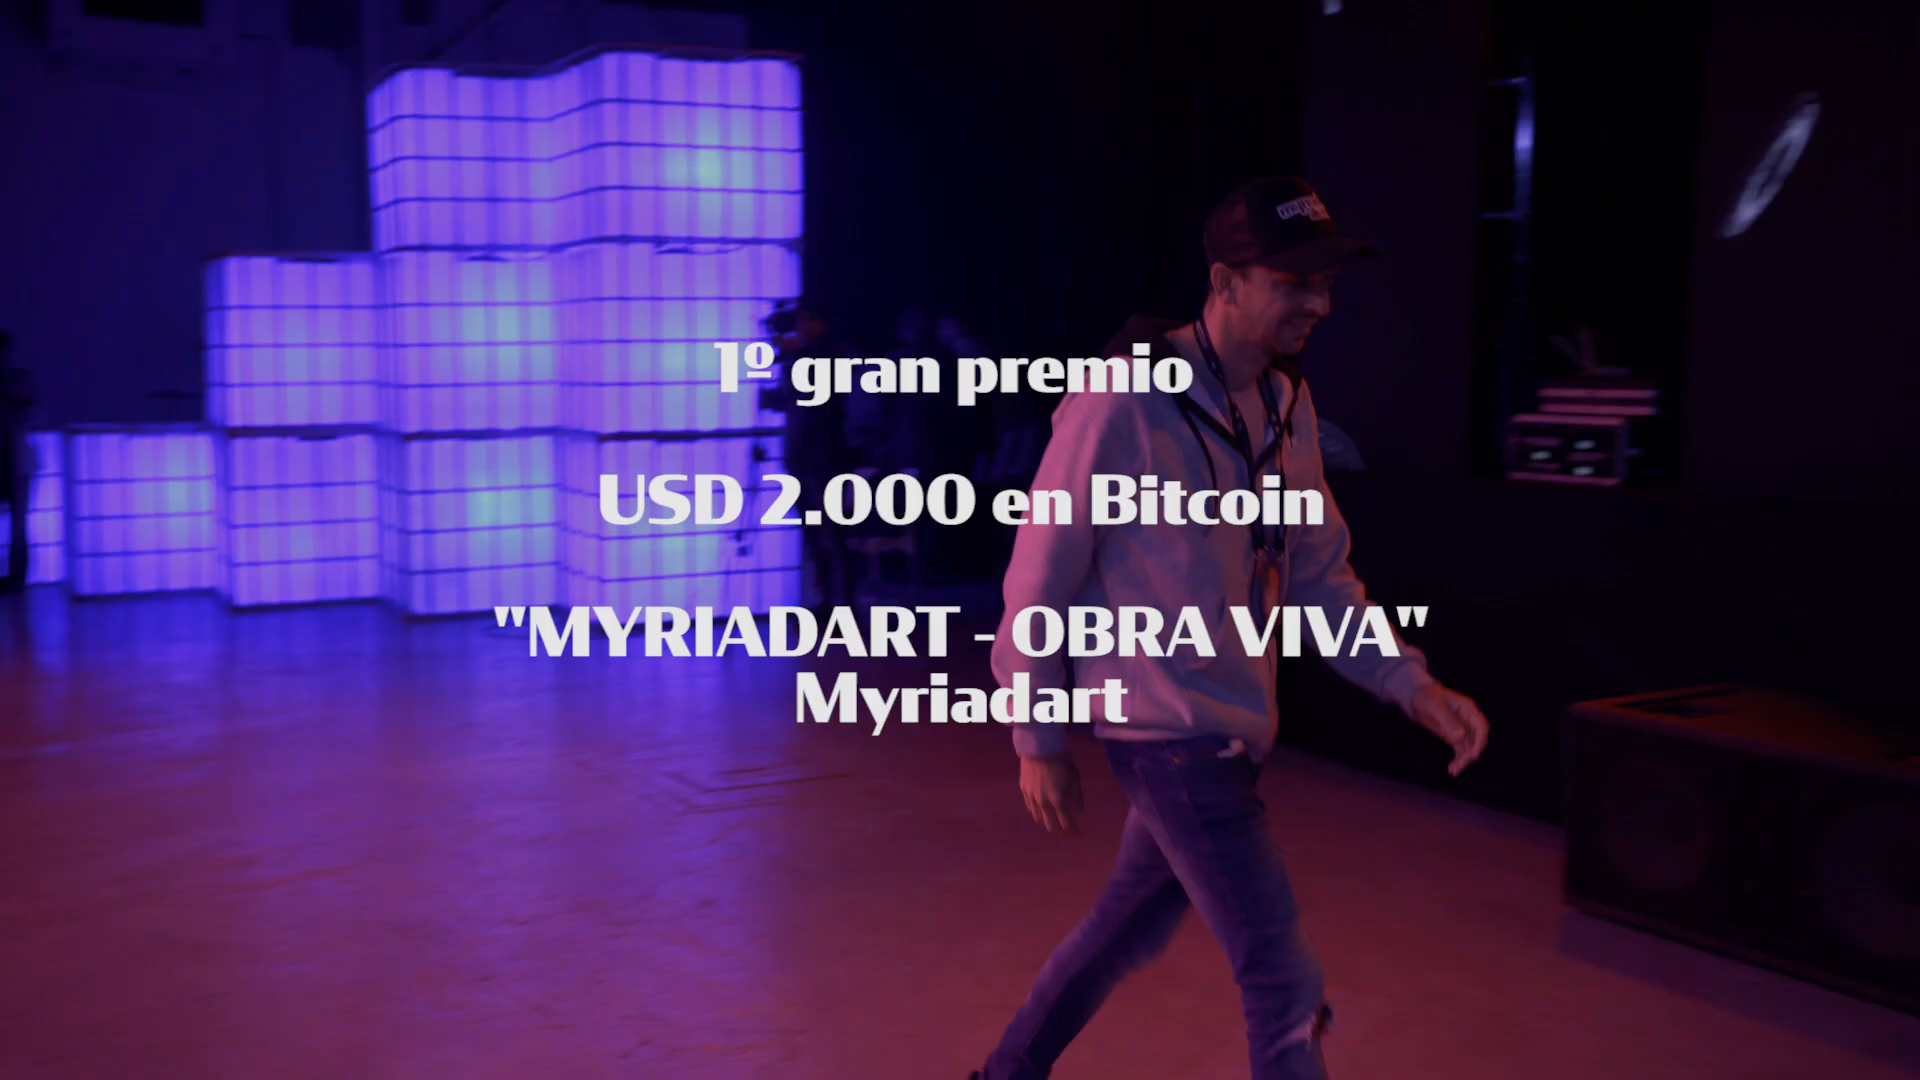 1º gran premio
USD 2.000 en Bitcoin
"MYRIADART - OBRA VIVA"
Myriadart